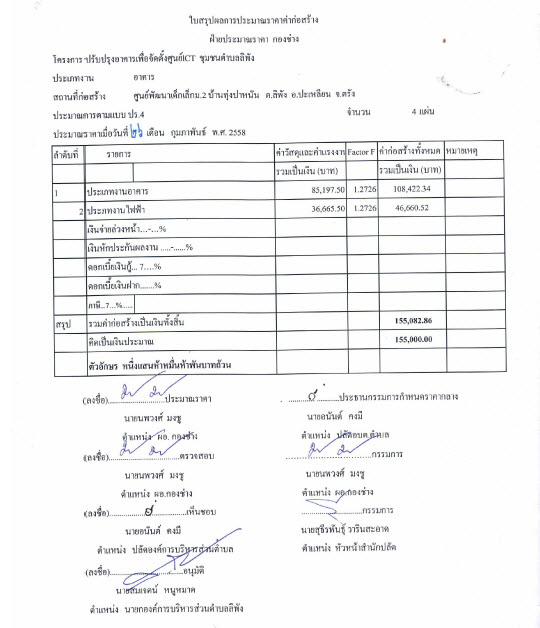 ใบสรุปผลการประมาณราคาค่าก่อสร้าง
ฝ่ายประมาณราคา กองช่าง
โครงการ ปรับปรุงอาคารเพื่อจัดตั้งศูนย์ICT ชุมชนตำบลลิพัง
ประเภทงาน อาคาร
สถานที่ก่อสร้าง ศูนย์พัฒนาเด็กเล็กม.2 บ้านทุ่งปาหนัน ต.ลิพัง อ.ปะเหลียน จ.ตรัง
ประมาณการตามแบบ ปร.4 จำนวน 4 แผ่น
ประมาณราคาเมื่อวันที่ ๒๖ เดือน กุมภาพันธ์ พ.ศ. 2558
ลำดับที่ รายการ ค่าวัสดุและค่าแรงงาน Factor F ค่าก่อสร้างทั้งหมด หมายเหตุ
รวมเป็นเงิน (บาท) รวมเป็นเงิน (บาท)
1 ประเภทงานอาคาร 85,197.50 1.2726 108,422.34
2 ประเภทงานไฟฟ้า 36,665.50 1.2726 46,660.52
เงินจ่ายล่วงหน้า...-...%
เงินหักประกันผลงาน .....-......%
ดอกเบี้ยเงินกู้... 7....%
ดอกเบี้ยเงินฝาก.......%
ภาษี..7...%.....
สรุป รวมค่าก่อสร้างเป็นเงินทั้งสิ้น 155,082.86
คิดเป็นเงินประมาณ 155,000.00
ตัวอักษร หนึ่งแสนห้าหมื่นห้าพันบาทถ้วน
(ลงชื่อ)....................ประมาณราคา ....................ประธานกรรมการกำหนดราคากลาง
นายนพวงศ์ มงชู นายอนันต์ คงมี
ตำแหน่ง ผอ. กองช่าง ตำแหน่ง ปลัดอบต.ตำบล
(ลงชื่อ)....................ตรวจสอบ ....................กรรมการ
นายนพวงศ์ มงชู นายนพวงศ์ มงชู
ตำแหน่ง ผอ.กองช่าง ตำแหน่ง ผอ.กองช่าง
(ลงชื่อ)....................เห็นชอบ ....................กรรมการ
นายอนันต์ คงมี นายสุธีรพันธุ์ วารินสะอาด
ตำแหน่ง ปลัดองค์การบริหารส่วนตำบล ตำแหน่ง หัวหน้าสำนักปลัด
(ลงชื่อ)....................อนุมัติ
นายสมเจตน์ หนูหมาด
ตำแหน่ง นายกองค์การบริหารส่วนตำบลลิพัง